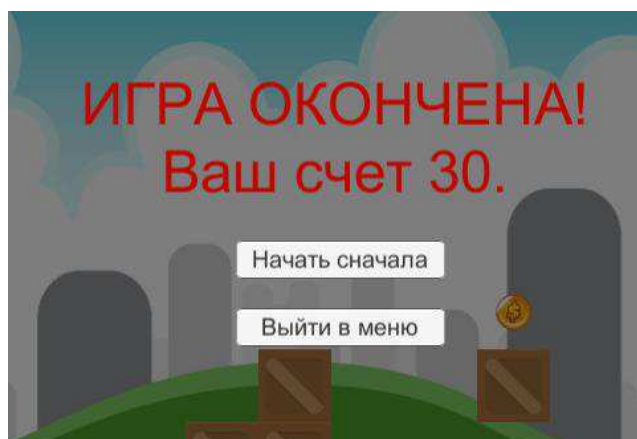 ИГРА ОКОНЧЕНА!
Ваш счет 30.
Начать сначала
Выйти в меню